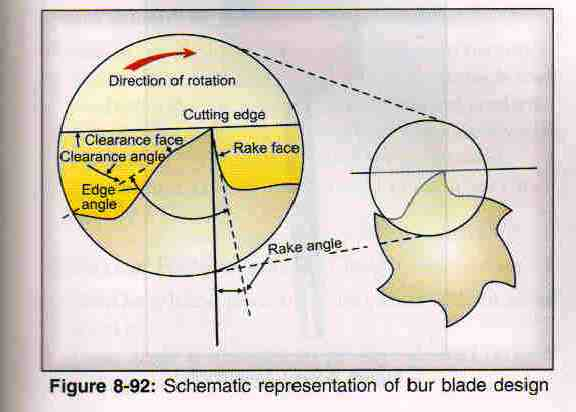 Direction of rotation
Cutting edge
Clearance face
Rake face
Clearance angle
Edge
angle
Rake angle
Figure 8-92: Schematic representation of bur blade design